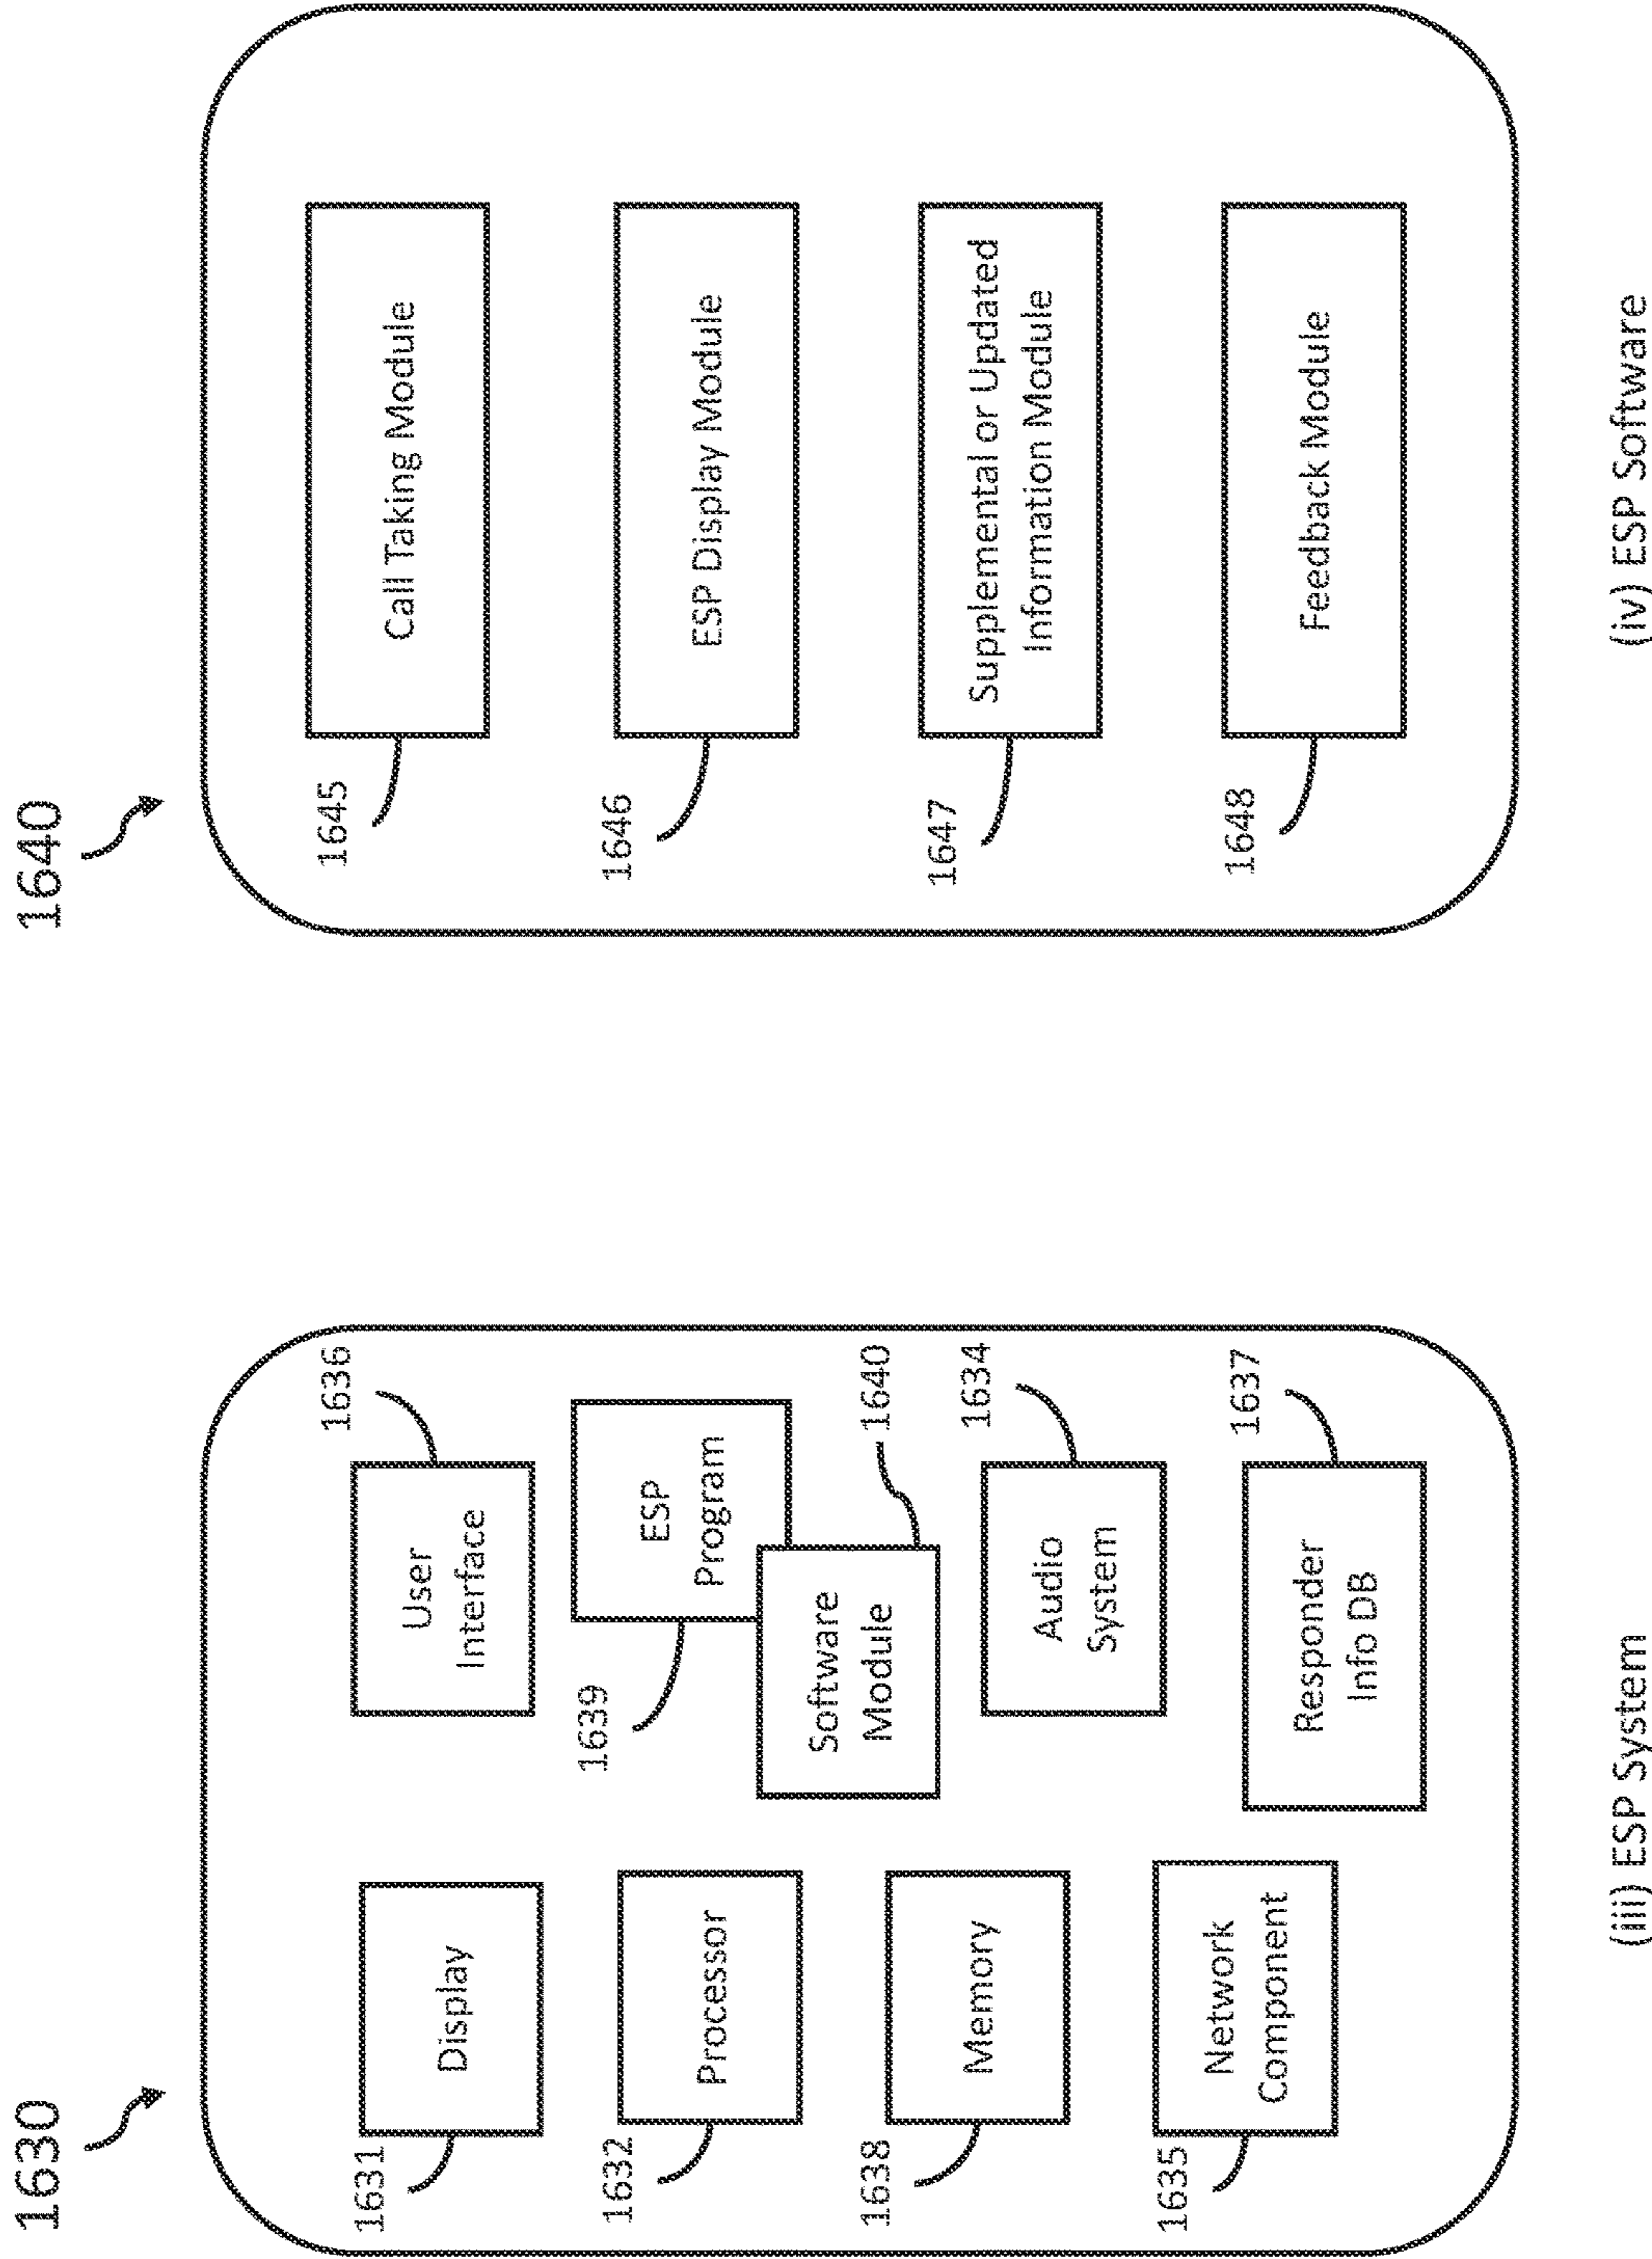 1630
1631
Display
1636
User
Interface
1632
Processor
1639
ESP
Program
1638
Memory
Software
Module
1640
1634
Audio
System
1635
Network
Component
1637
Responder
Info DB
(iii) ESP System
1640
1645
Call Taking Module
1646
ESP Display Module
1647
Supplemental or Updated
Information Module
1648
Feedback Module
(iv) ESP Software